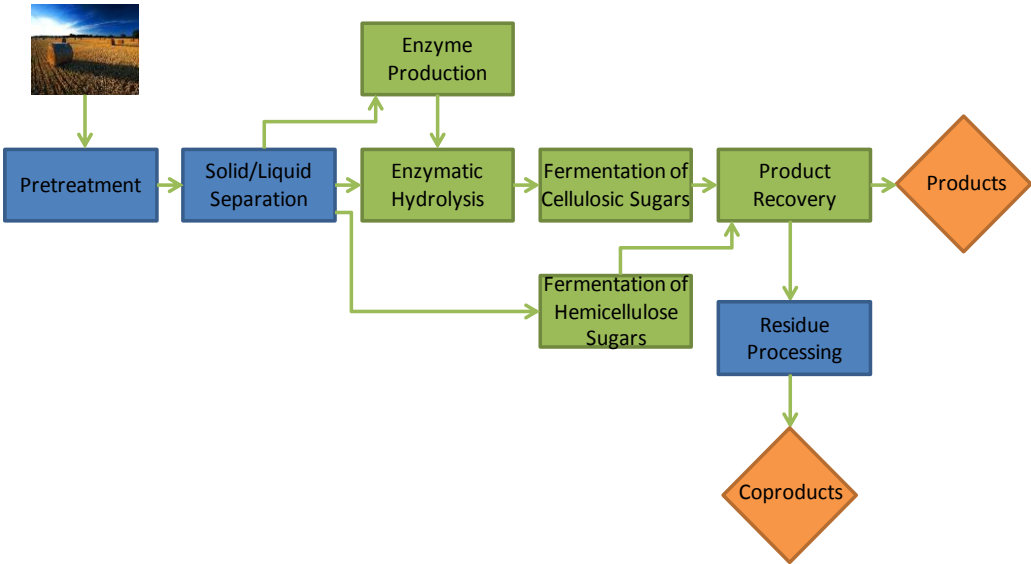 Enzyme
Production
Pretreatment
Solid/Liquid
Separation
Enzymatic
Hydrolysis
Fermentation of
Cellulosic Sugars
Product
Recovery
Products
Fermentation of
Hemicellulose
Sugars
Residue
Processing
Coproducts